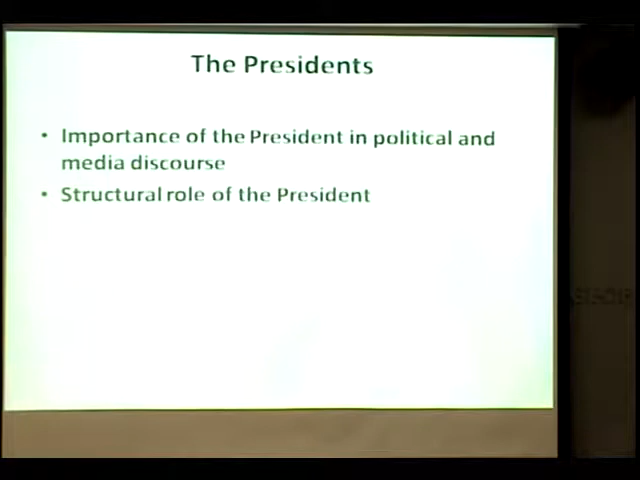 The Presidents
• Importance of the President in political and
media discourse
• Structural role of the President